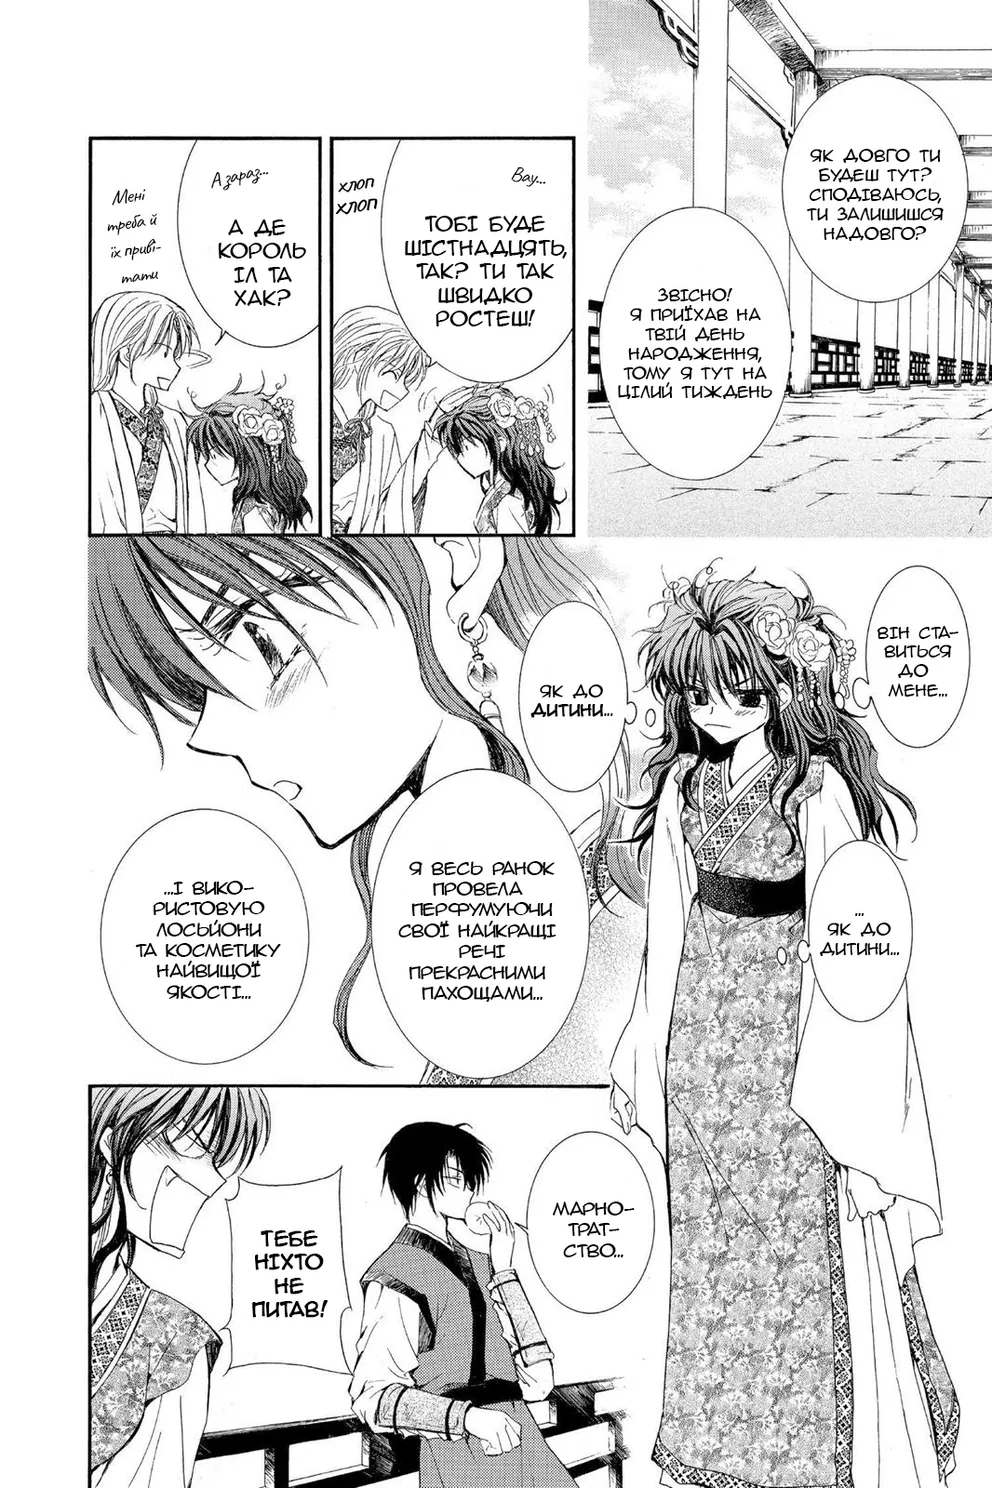 ЯК ДОВГО ТИ
БУДЕШ ТУТ?
СПОДІВАЮСЬ,
ТИ ЗАЛИШИШСЯ
НАДОВГО?
ЗВІСНО!
Я ПРИЇХАВ НА
ТВІЙ ДЕНЬ
НАРОДЖЕННЯ,
ТОМУ Я ТУТ НА
ЦІЛИЙ ТИЖДЕНЬ
Вау...
ТОБІ БУДЕ
ШІСТНАДЦЯТЬ,
ТАК? ТИ ТАК
ШВИДКО
РОСТЕШ!
ХЛОП
ХЛОП
А зараз...
А ДЕ
КОРОЛЬ
ІЛ ТА
ХАК?
Мені
треба й
їх приві-
тати
ВІН СТА-
ВИТЬСЯ
ДО
МЕНЕ...
ЯК ДО
ДИТИНИ...
...
ЯК ДО
ДИТИНИ...
Я ВЕСЬ РАНОК
ПРОВЕЛА
ПЕРФУМУЮЧИ
СВОЇ НАЙКРАЩІ
РЕЧІ
ПРЕКРАСНИМИ
ПАХОЩАМИ...
...І ВИКО-
РИСТОВУЮ
ЛОСЬЙОНИ
ТА КОСМЕТИКУ
НАЙВИЩОЇ
ЯКОСТІ...
МАРНО-
ТРАТ-
СТВО...
ТЕБЕ
НІХТО
НЕ
ПИТАВ!